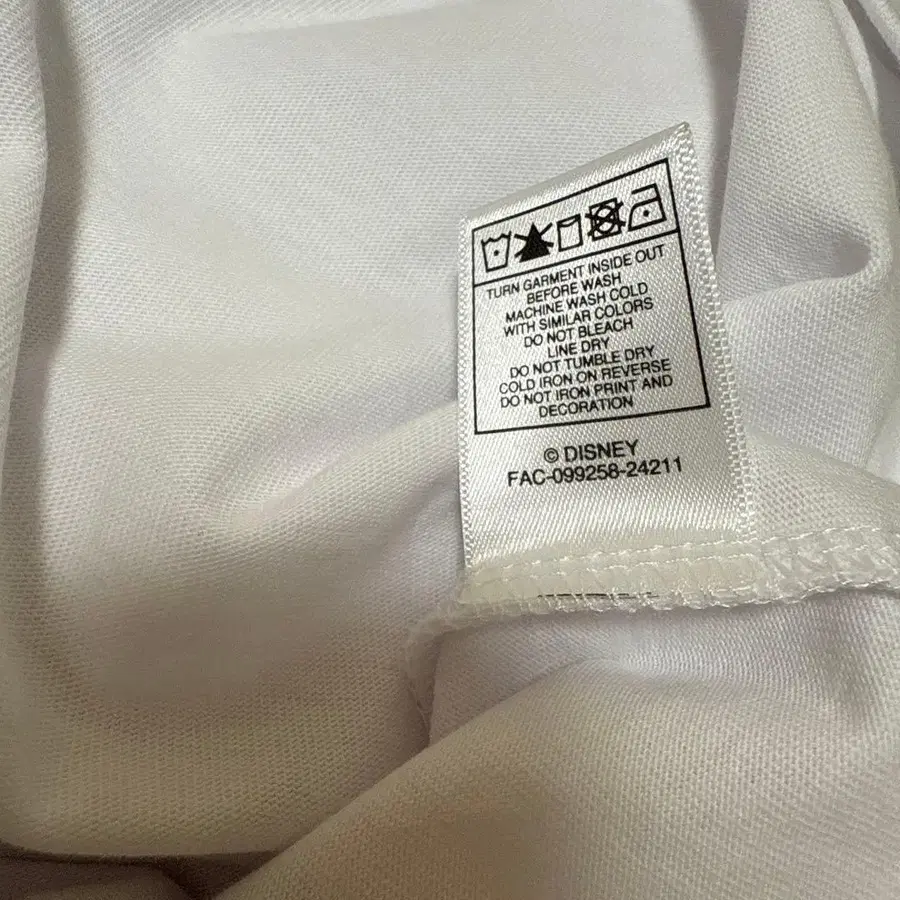 TURN GARMENT INSIDE OUT
BEFORE WASH
MACHINE WASH COLD
WITH SIMILAR COLORS
DO NOT BLEACH
LINE DRY
DO NOT TUMBLE DRY
COLD IRON ON REVERSE
DO NOT IRON PRINT AND
DECORATION
© DISNEY
FAC-099258-24211